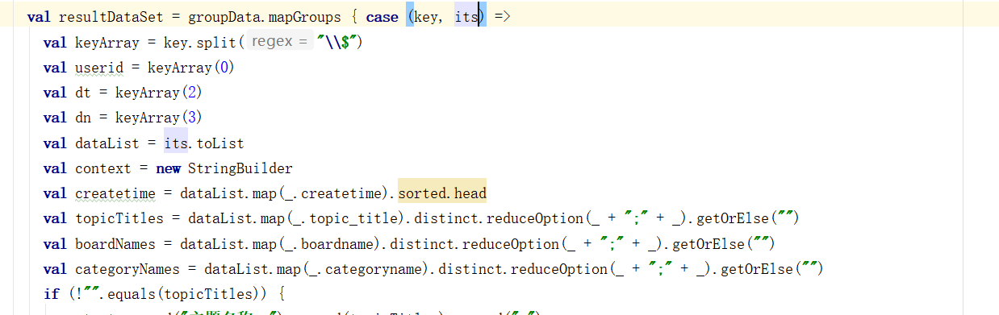 val resultDataSet = groupData.mapGroups { case (key, its) =>
val keyArray = key.split( regex = "\\$")
val userid = keyArray(0)
val dt = keyArray(2)
val dn = keyArray(3)
val dataList = its.toList
val context = new StringBuilder
val createtime = dataList.map(_.createtime).sorted.head
val topicTitles = dataList.map(_.topic_title).distinct.reduceOption(_ + ";" + _).getOrElse("")
val boardNames = dataList.map(_.boardname).distinct.reduceOption(_ + ";" + _).getOrElse("")
val categoryNames = dataList.map(_.categoryname).distinct.reduceOption(_ + ";" + _).getOrElse("")
if (!"".equals(topicTitles)) {